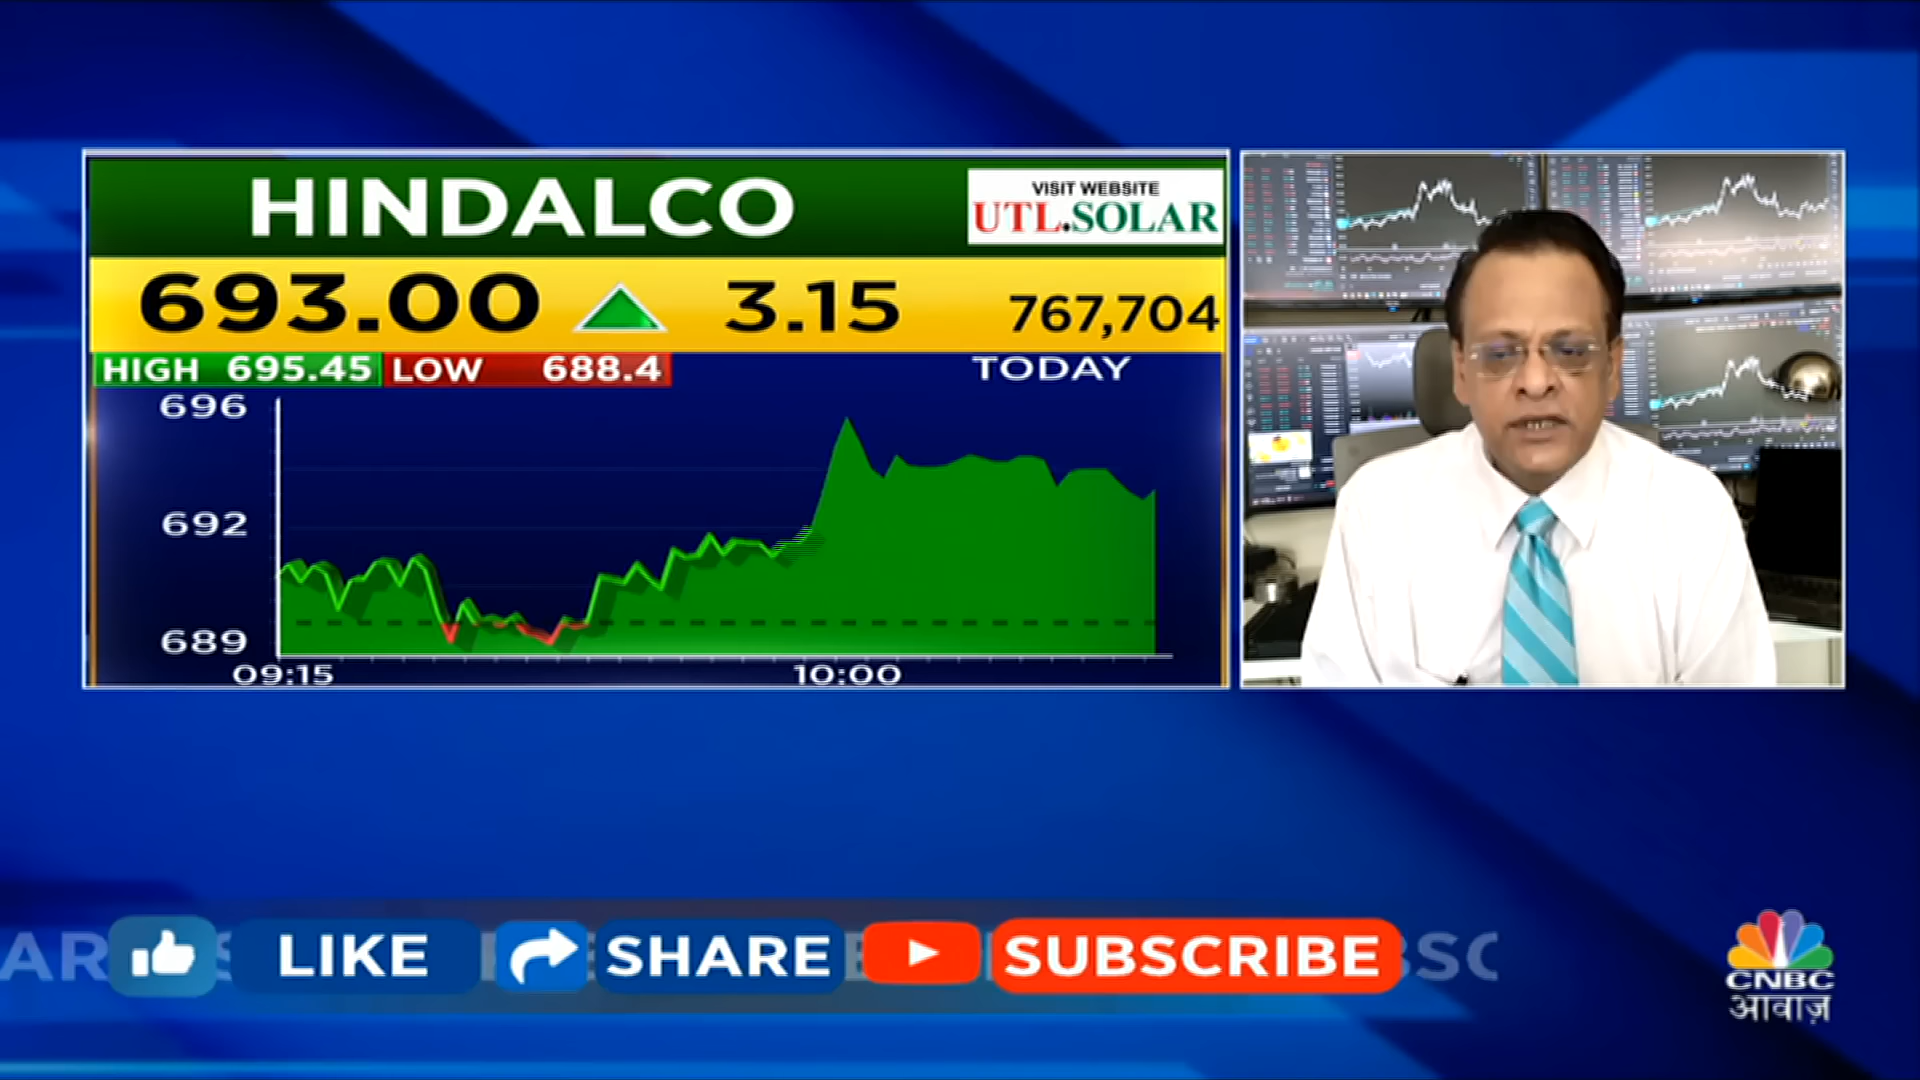 HINDALCO
VISIT WEBSITE
UTL.SOLAR
693.00 3.15 767,704
HIGH 695.45 LOW 688.4 TODAY
696
692
689
09:15 10:00
LIKE SHARE SUBSCRIBE
CNBC
आवाज़